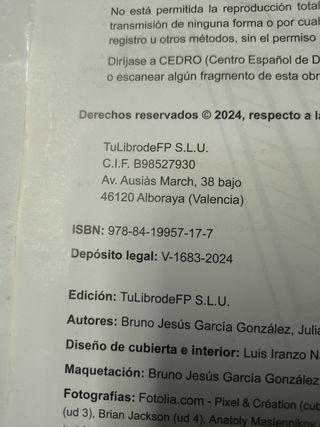 No está permitida la reproducción total
transmisión de ninguna forma o por cual
registro u otros métodos, sin el permiso
Diríjase a CEDRO (Centro Español de D
o escanear algún fragmento de esta obr
Derechos reservados © 2024, respecto a la
TuLibrodeFP S.L.U.
C.I.F. B98527930
Av. Ausiàs March, 38 bajo
46120 Alboraya (Valencia)
ISBN: 978-84-19957-17-7
Depósito legal: V-1683-2024
Edición: TuLibrodeFP S.L.U.
Autores: Bruno Jesús García González, Julia
Diseño de cubierta e interior: Luis Iranzo N
Maquetación: Bruno Jesús García González
Fotografías: Fotolia.com - Pixel & Création (cub
(ud 3), Brian Jackson (ud 4), Anatoly Maslennikov